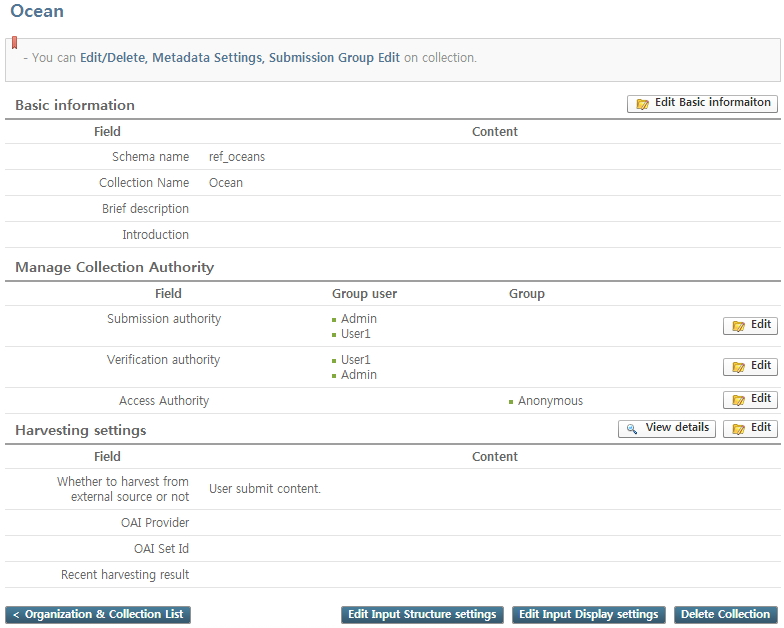 Ocean
- You can Edit/Delete, Metadata Settings, Submission Group Edit on collection.
Basic information
Edit Basic informaiton
Field Content
Schema name ref_oceans
Collection Name Ocean
Brief description
Introduction
Manage Collection Authority
Field Group user Group
Submission authority Admin
User1
Edit
Verification authority User1
Admin
Edit
Access Authority Anonymous Edit
Harvesting settings View details Edit
Field Content
Whether to harvest from
external source or not
User submit content.
OAI Provider
OAI Set Id
Recent harvesting result
< Organization & Collection List Edit Input Structure settings Edit Input Display settings Delete Collection